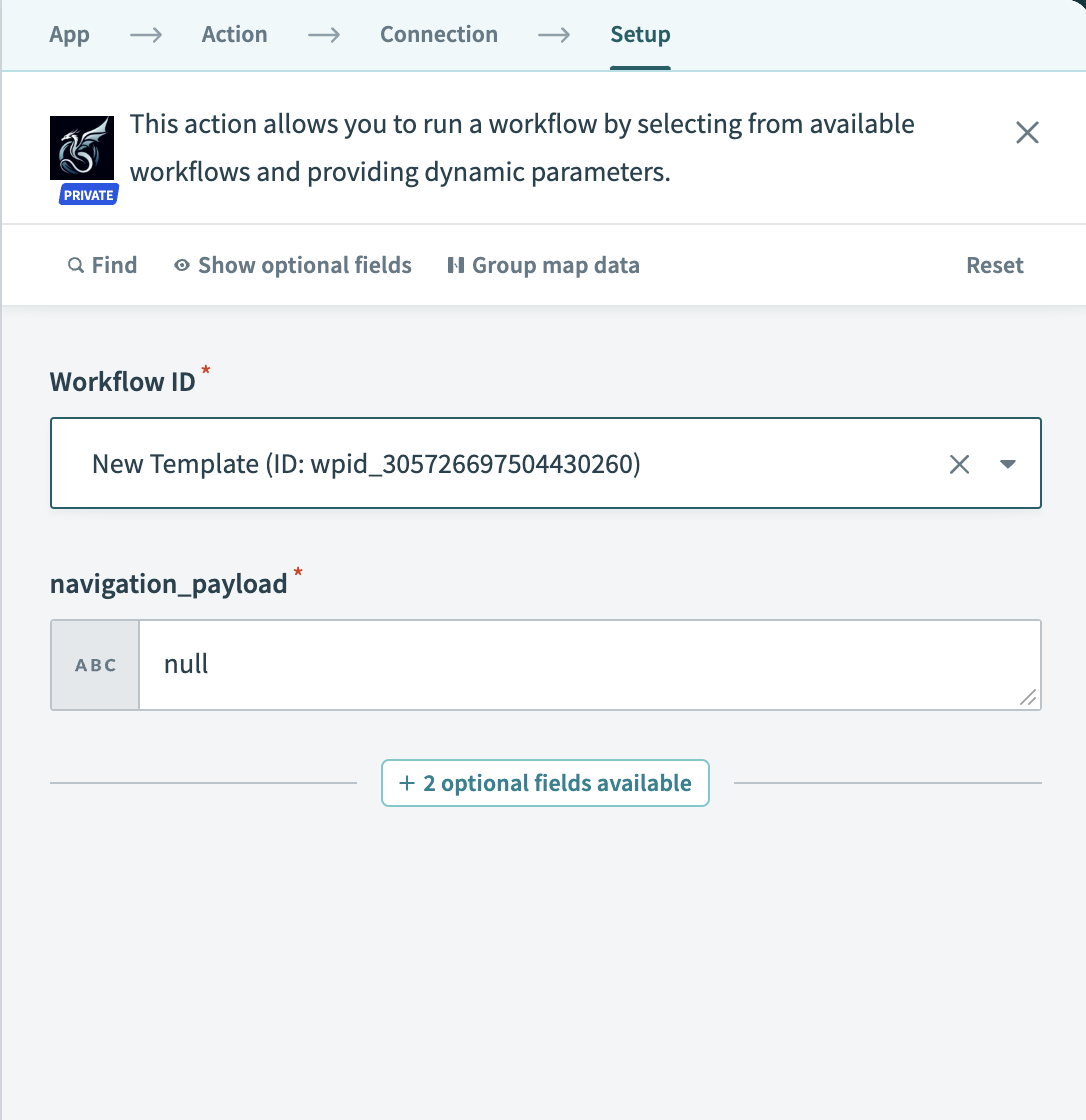 App → Action → Connection → Setup
This action allows you to run a workflow by selecting from available
workflows and providing dynamic parameters.
PRIVATE
Find Show optional fields Group map data Reset
Workflow ID *
New Template (ID: wpid_305726697504430260)
navigation_payload *
ABC null
+ 2 optional fields available